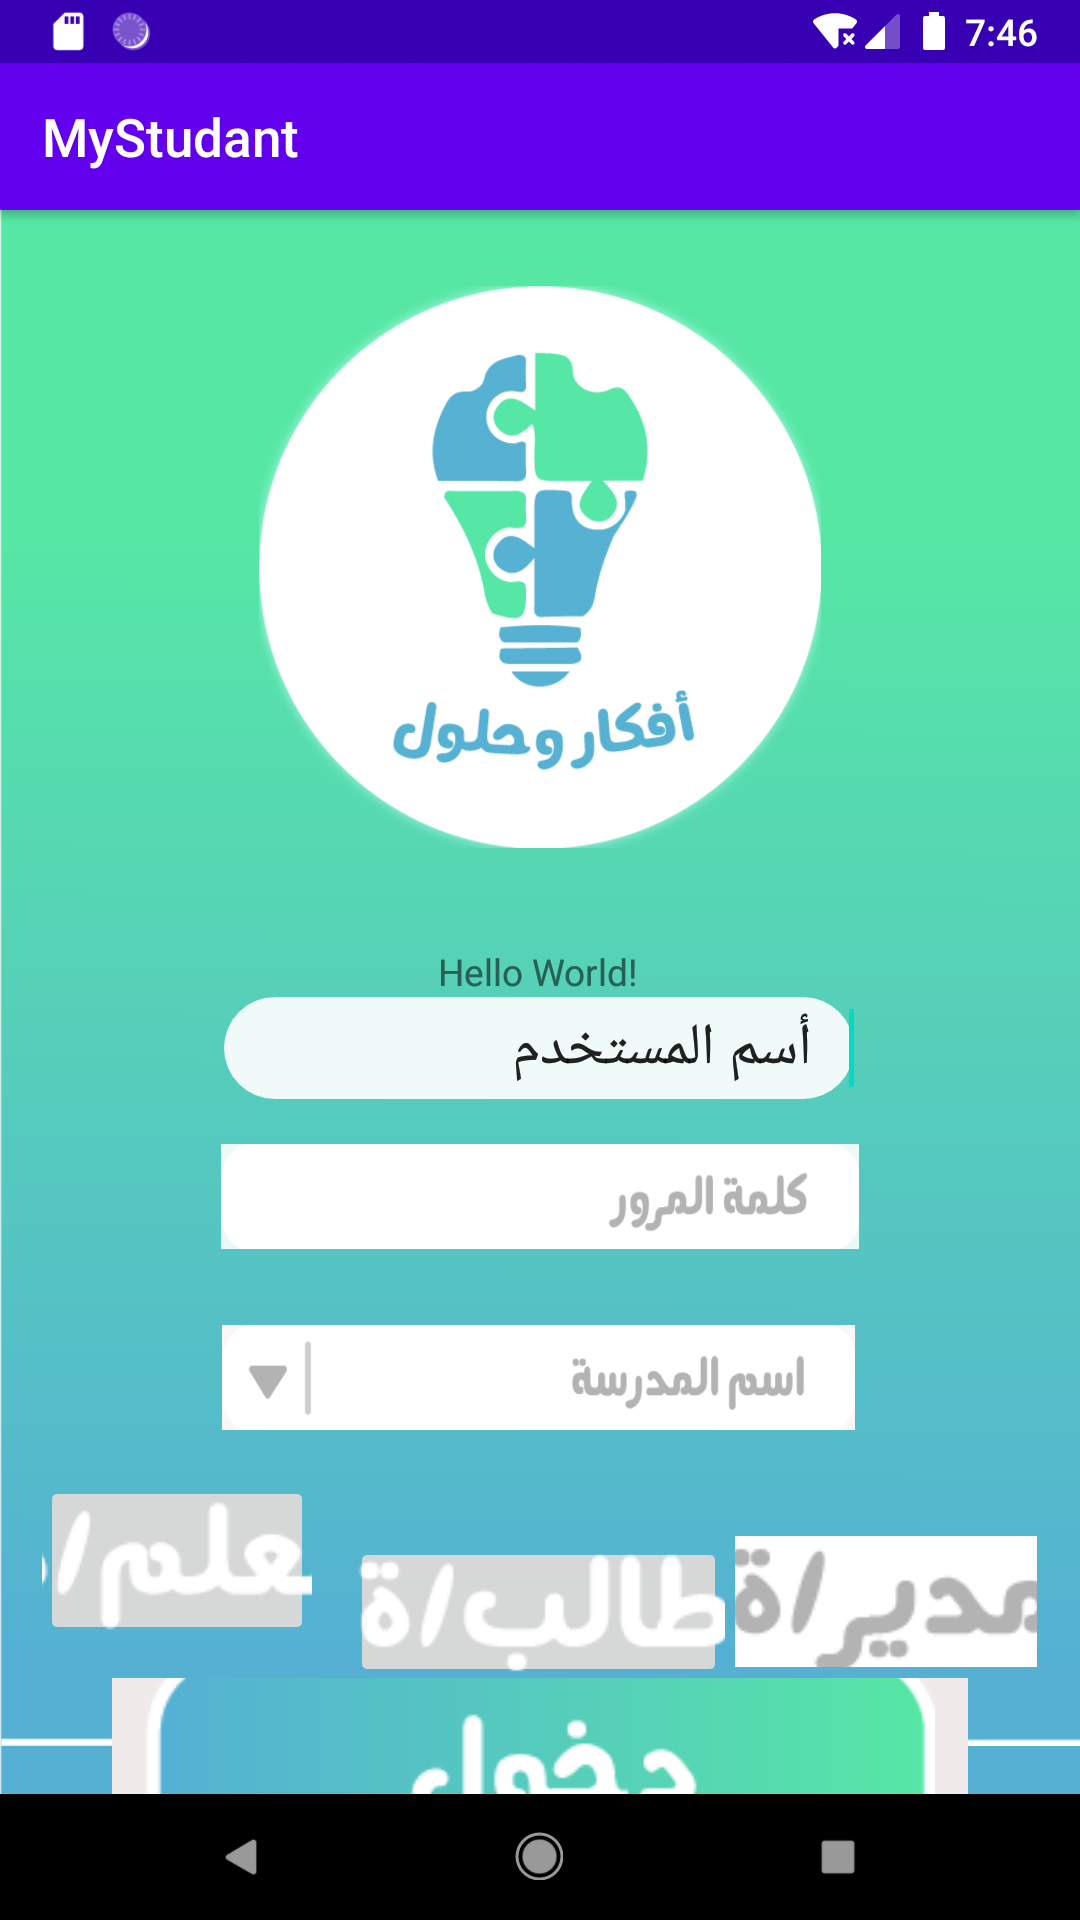 7:46
MyStudant
أفكار وحلول
Hello World!
أسم المستخدم
كلمة المرور
اسم المدرسة
علم/ طالب/ة مدير/ة
دخول